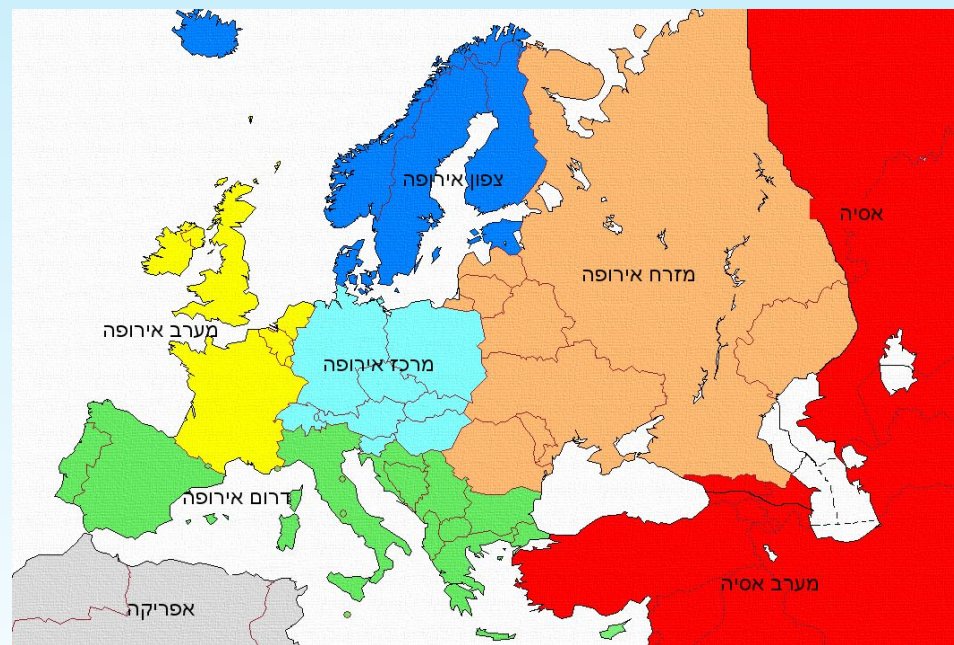 צפון אירופה
אסיה
מזרח אירופה
מערב אירופה
מרכז אירופה
דרום אירופה
מערב אסיה
אפריקה